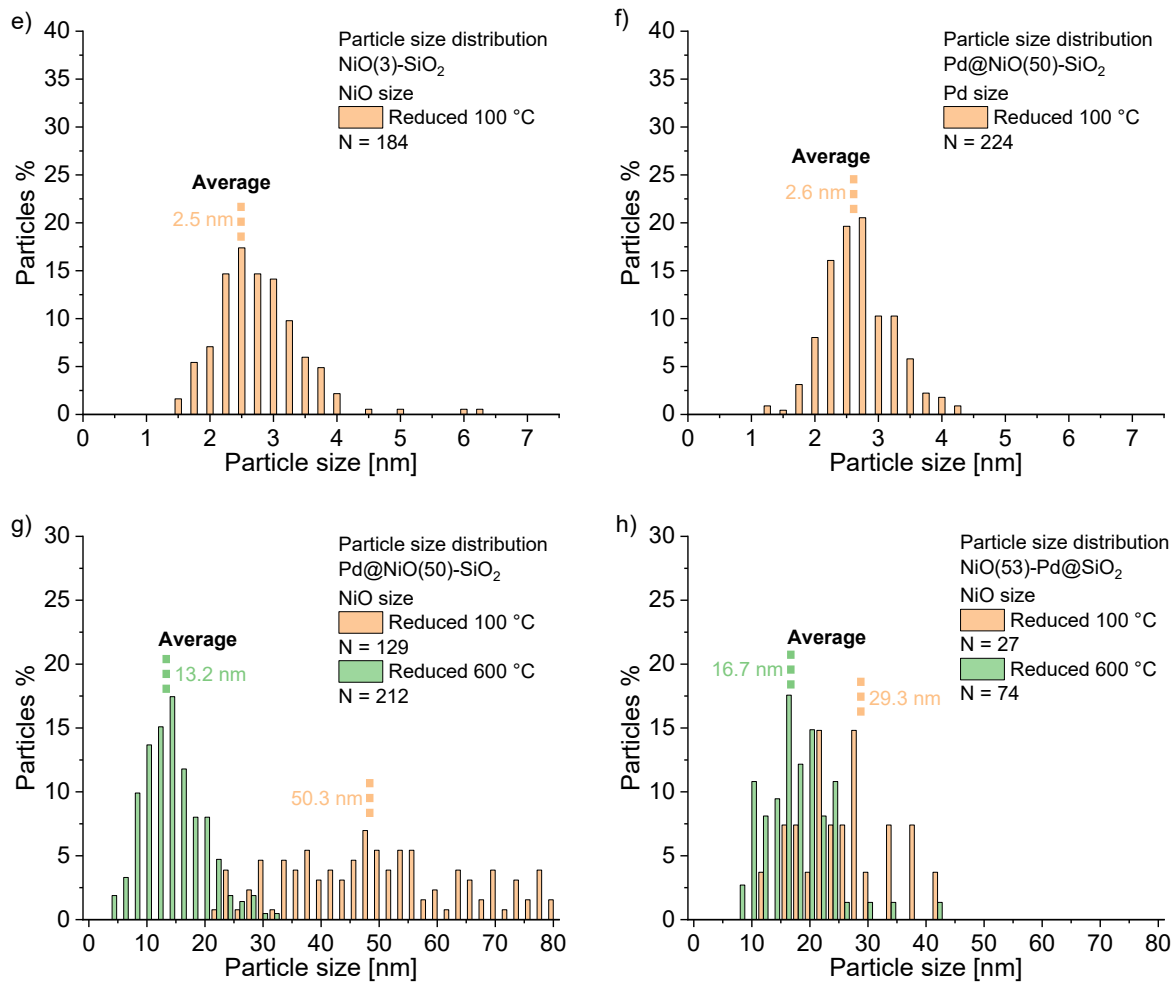 e)
Particle size distribution
NiO(3)-SiO₂
NiO size
Reduced 100 °C
N = 184
Average
2.5 nm
Particles %
40
35
30
25
20
15
10
5
0
0 1 2 3 4 5 6 7
Particle size [nm]
f)
Particle size distribution
Pd@NiO(50)-SiO₂
Pd size
Reduced 100 °C
N = 224
Average
2.6 nm
Particles %
40
35
30
25
20
15
10
5
0
0 1 2 3 4 5 6 7
Particle size [nm]
g)
Particle size distribution
Pd@NiO(50)-SiO₂
NiO size
Reduced 100 °C
N = 129
Reduced 600 °C
N = 212
Average
13.2 nm
50.3 nm
Particles %
30
25
20
15
10
5
0
0 10 20 30 40 50 60 70 80
Particle size [nm]
h)
Particle size distribution
NiO(53)-Pd@SiO₂
NiO size
Reduced 100 °C
N = 27
Reduced 600 °C
N = 74
Average
16.7 nm
29.3 nm
Particles %
30
25
20
15
10
5
0
0 10 20 30 40 50 60 70 80
Particle size [nm]